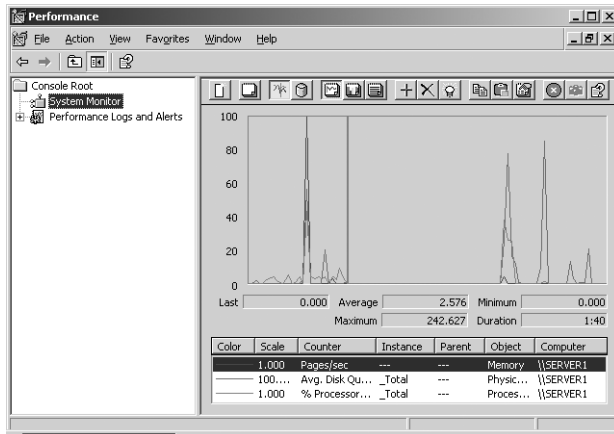 Performance
File Action View Favorites Window Help
Console Root
System Monitor
Performance Logs and Alerts
100
80
60
40
20
0
Last 0.000 Average 2.576 Minimum 0.000
Maximum 242.627 Duration 1:40
Color Scale Counter Instance Parent Object Computer
1.000 Pages/sec --- --- Memory \\SERVER1
100.... Avg. Disk Qu... _Total --- Physic... \\SERVER1
1.000 % Processor... _Total --- Proces... \\SERVER1